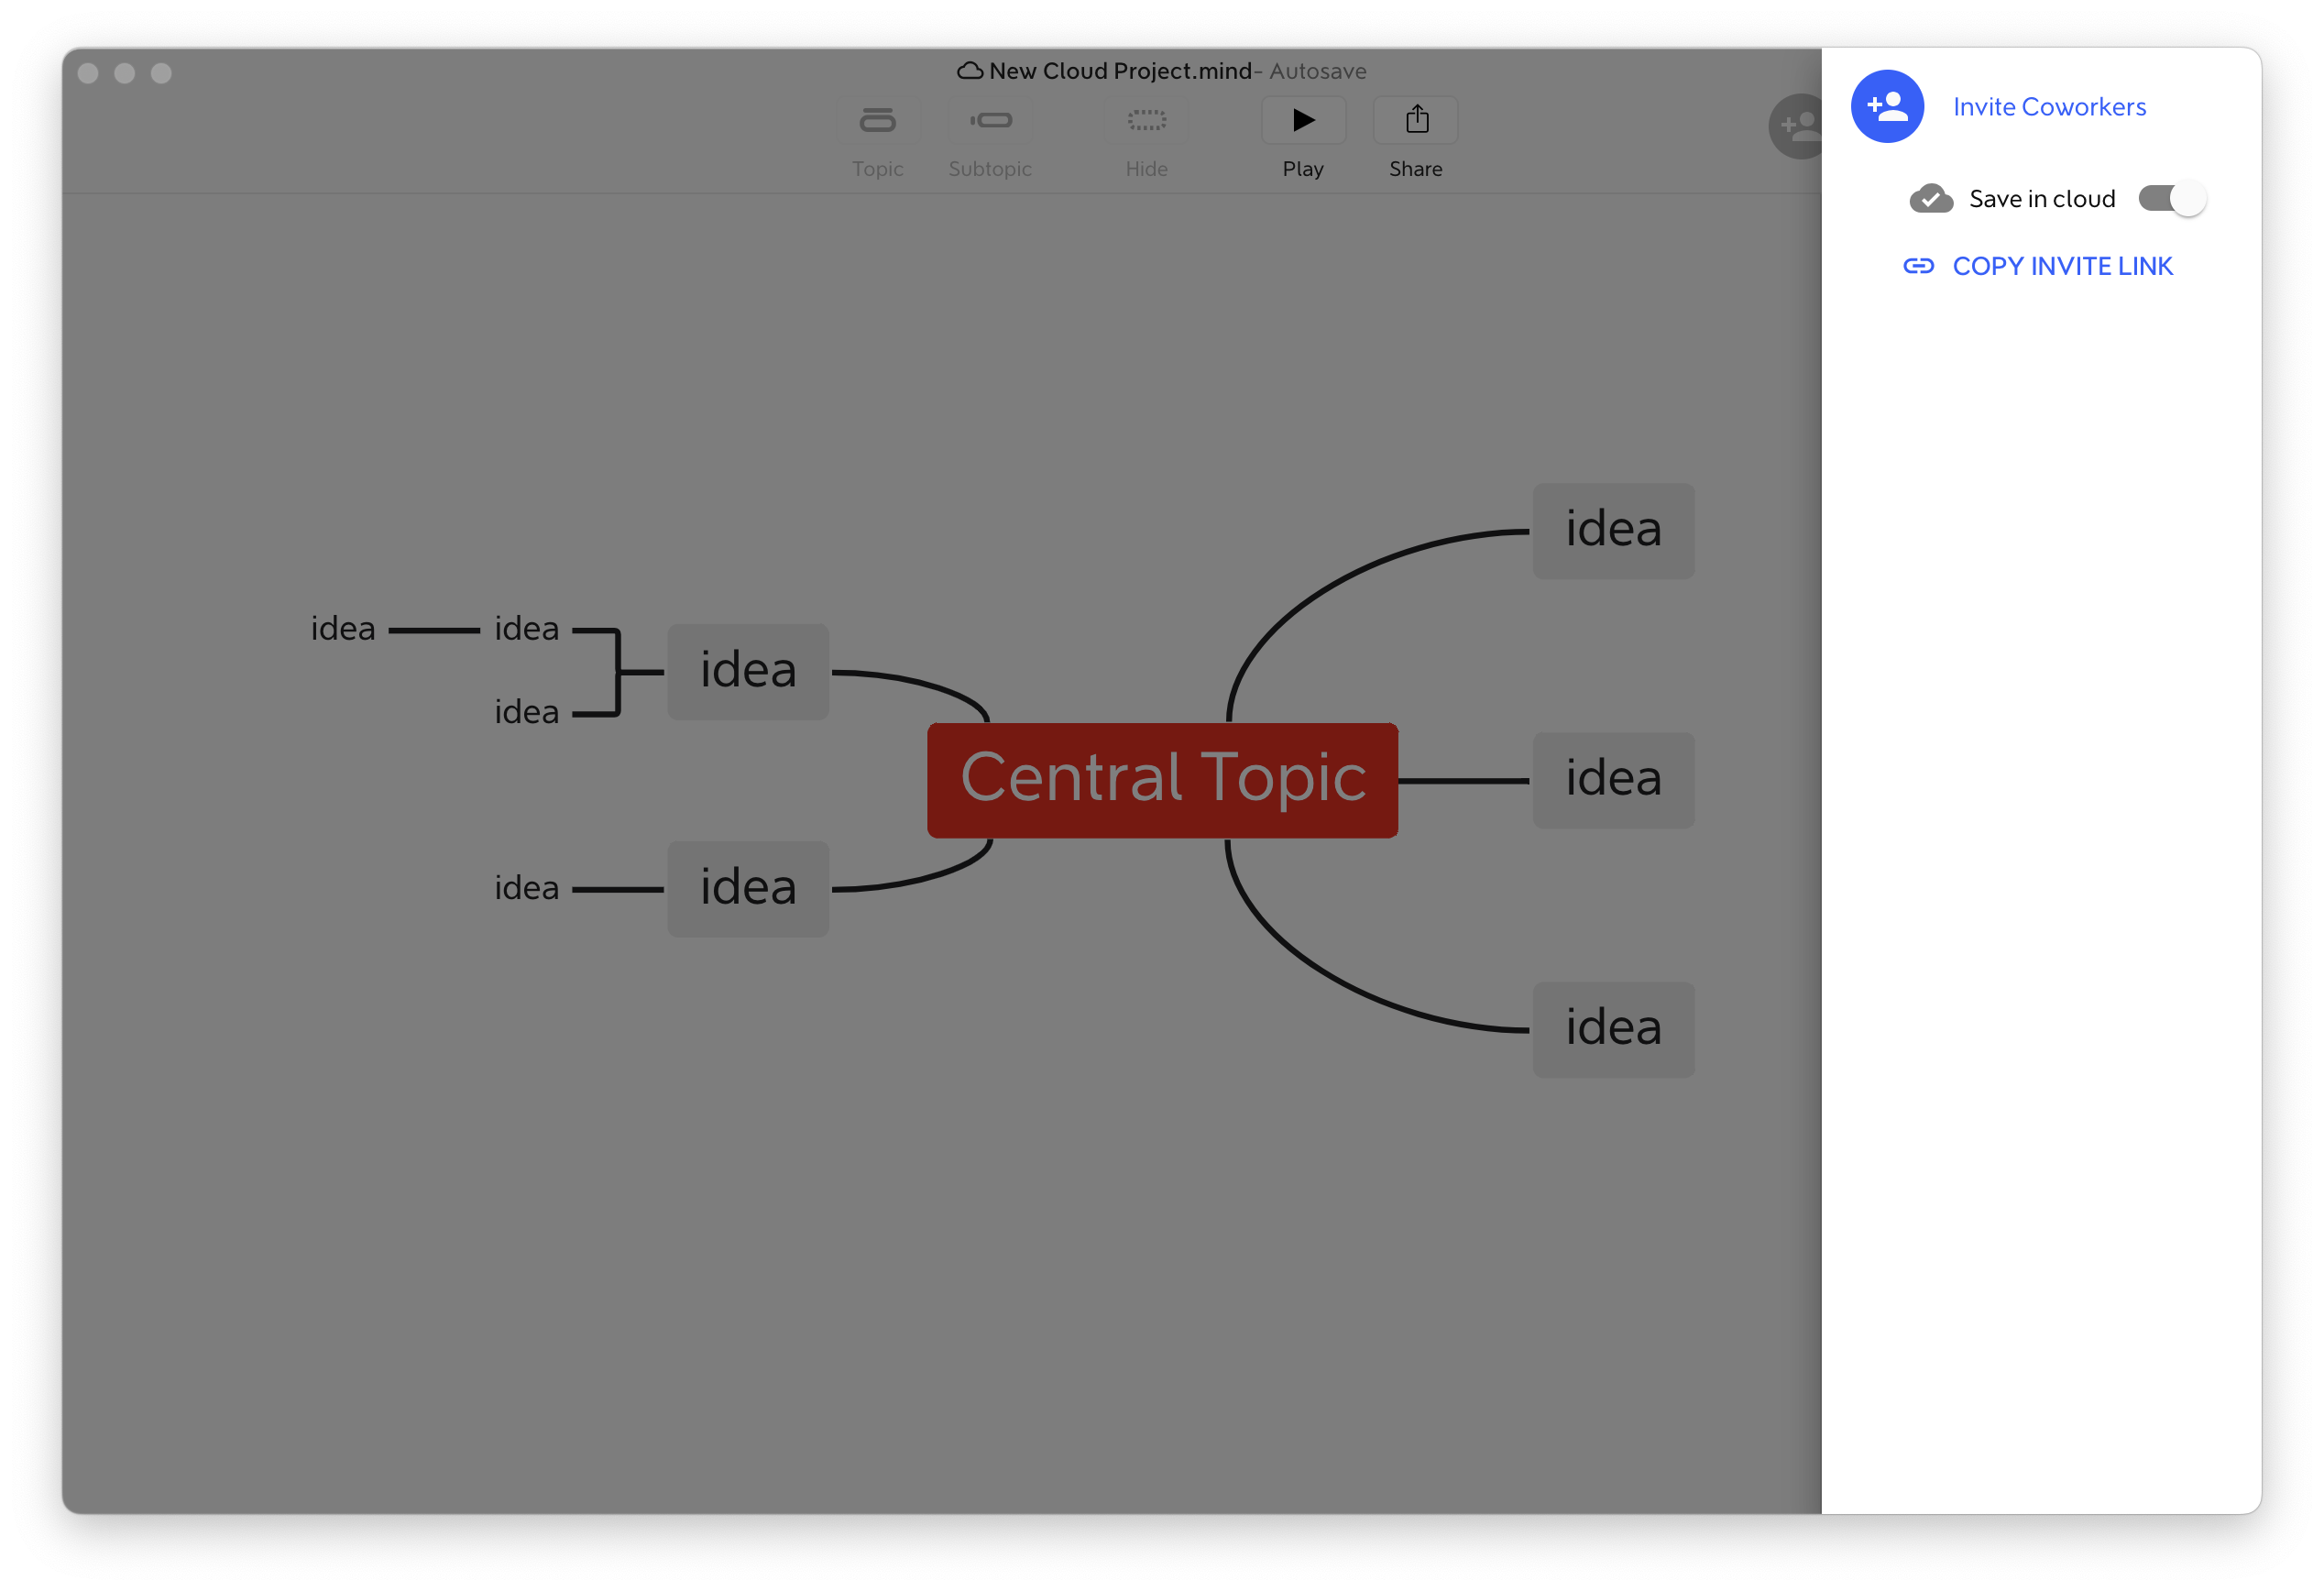 New Cloud Project.mind- Autosave
Topic
Subtopic
Hide
Play
Share
Invite Coworkers
Save in cloud
COPY INVITE LINK
idea
idea
idea
idea
idea
Central Topic
idea
idea
idea
idea